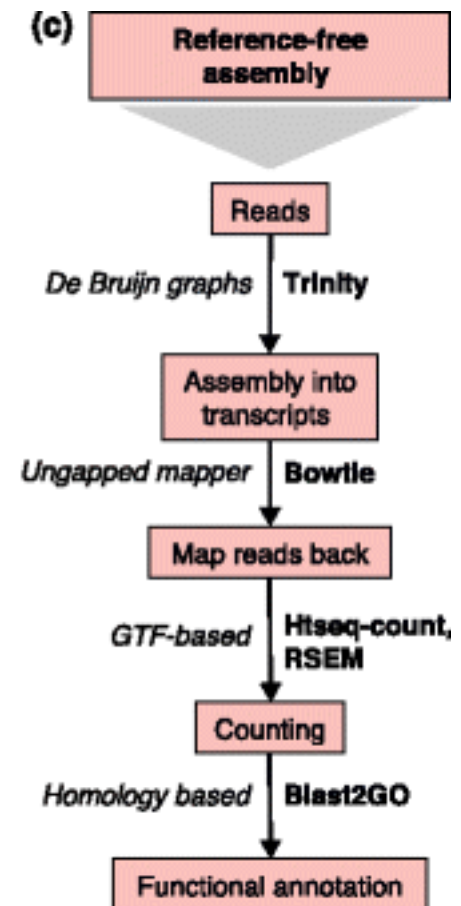 (c)
Reference-free
assembly
Reads
De Bruijn graphs
Trinity
Assembly into
transcripts
Ungapped mapper
Bowtie
Map reads back
GTF-based
Htseq-count,
RSEM
Counting
Homology based
Blast2GO
Functional annotation